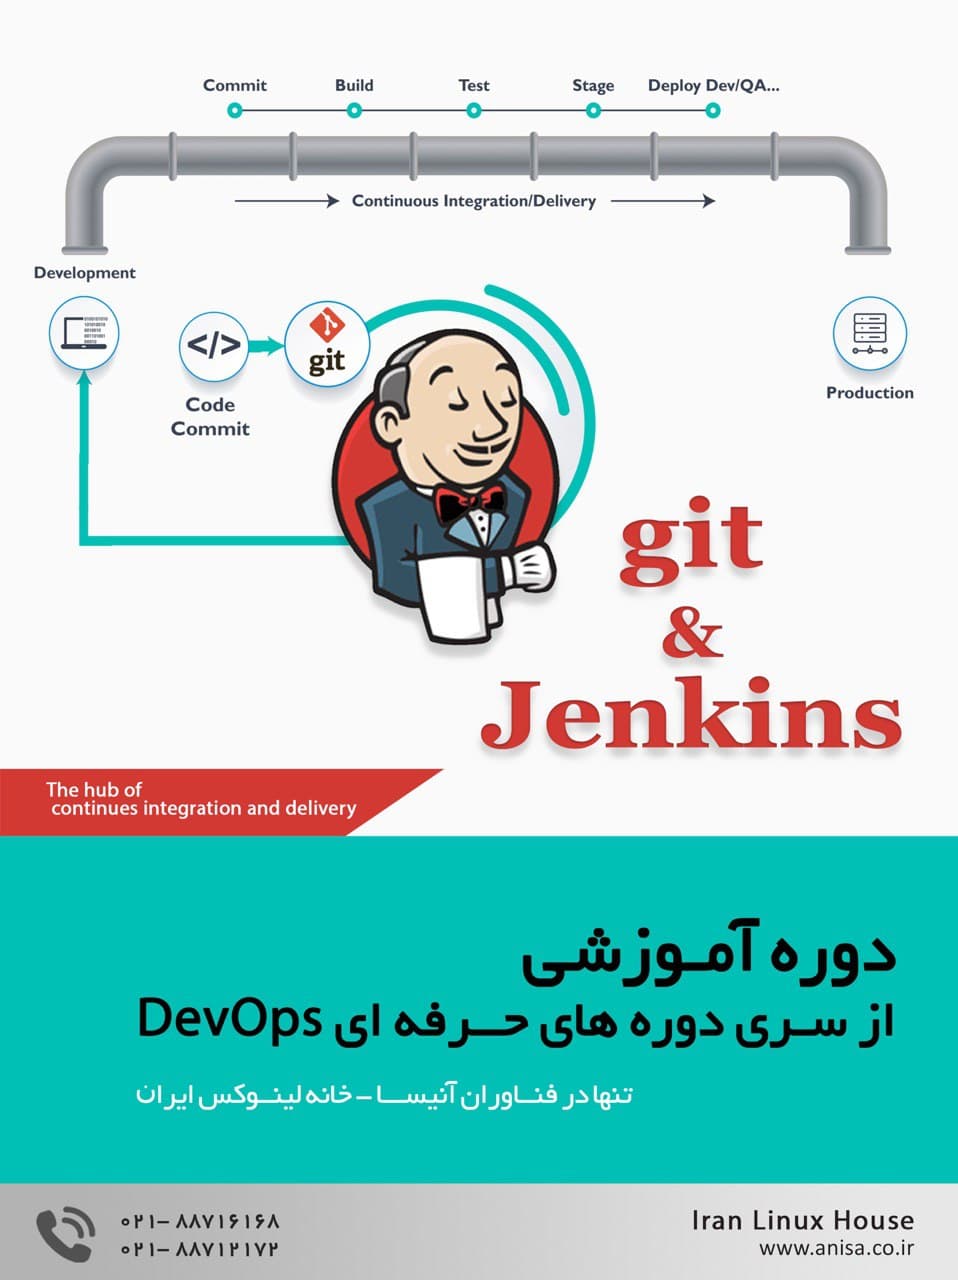 Commit Build Test Stage Deploy Dev/QA...
Continuous Integration/Delivery
Development
</>
git
Code
Commit
Production
git
&
Jenkins
The hub of
continues integration and delivery
دوره آموزشی
از سری دوره های حرفه ای DevOps
تنها در فناوران آنیسا - خانه لینوکس ایران
۰۲۱- ۸۸۷۱۶۱۶۸
۰۲۱- ۸۸۷۱۲۱۷۲
Iran Linux House
www.anisa.co.ir